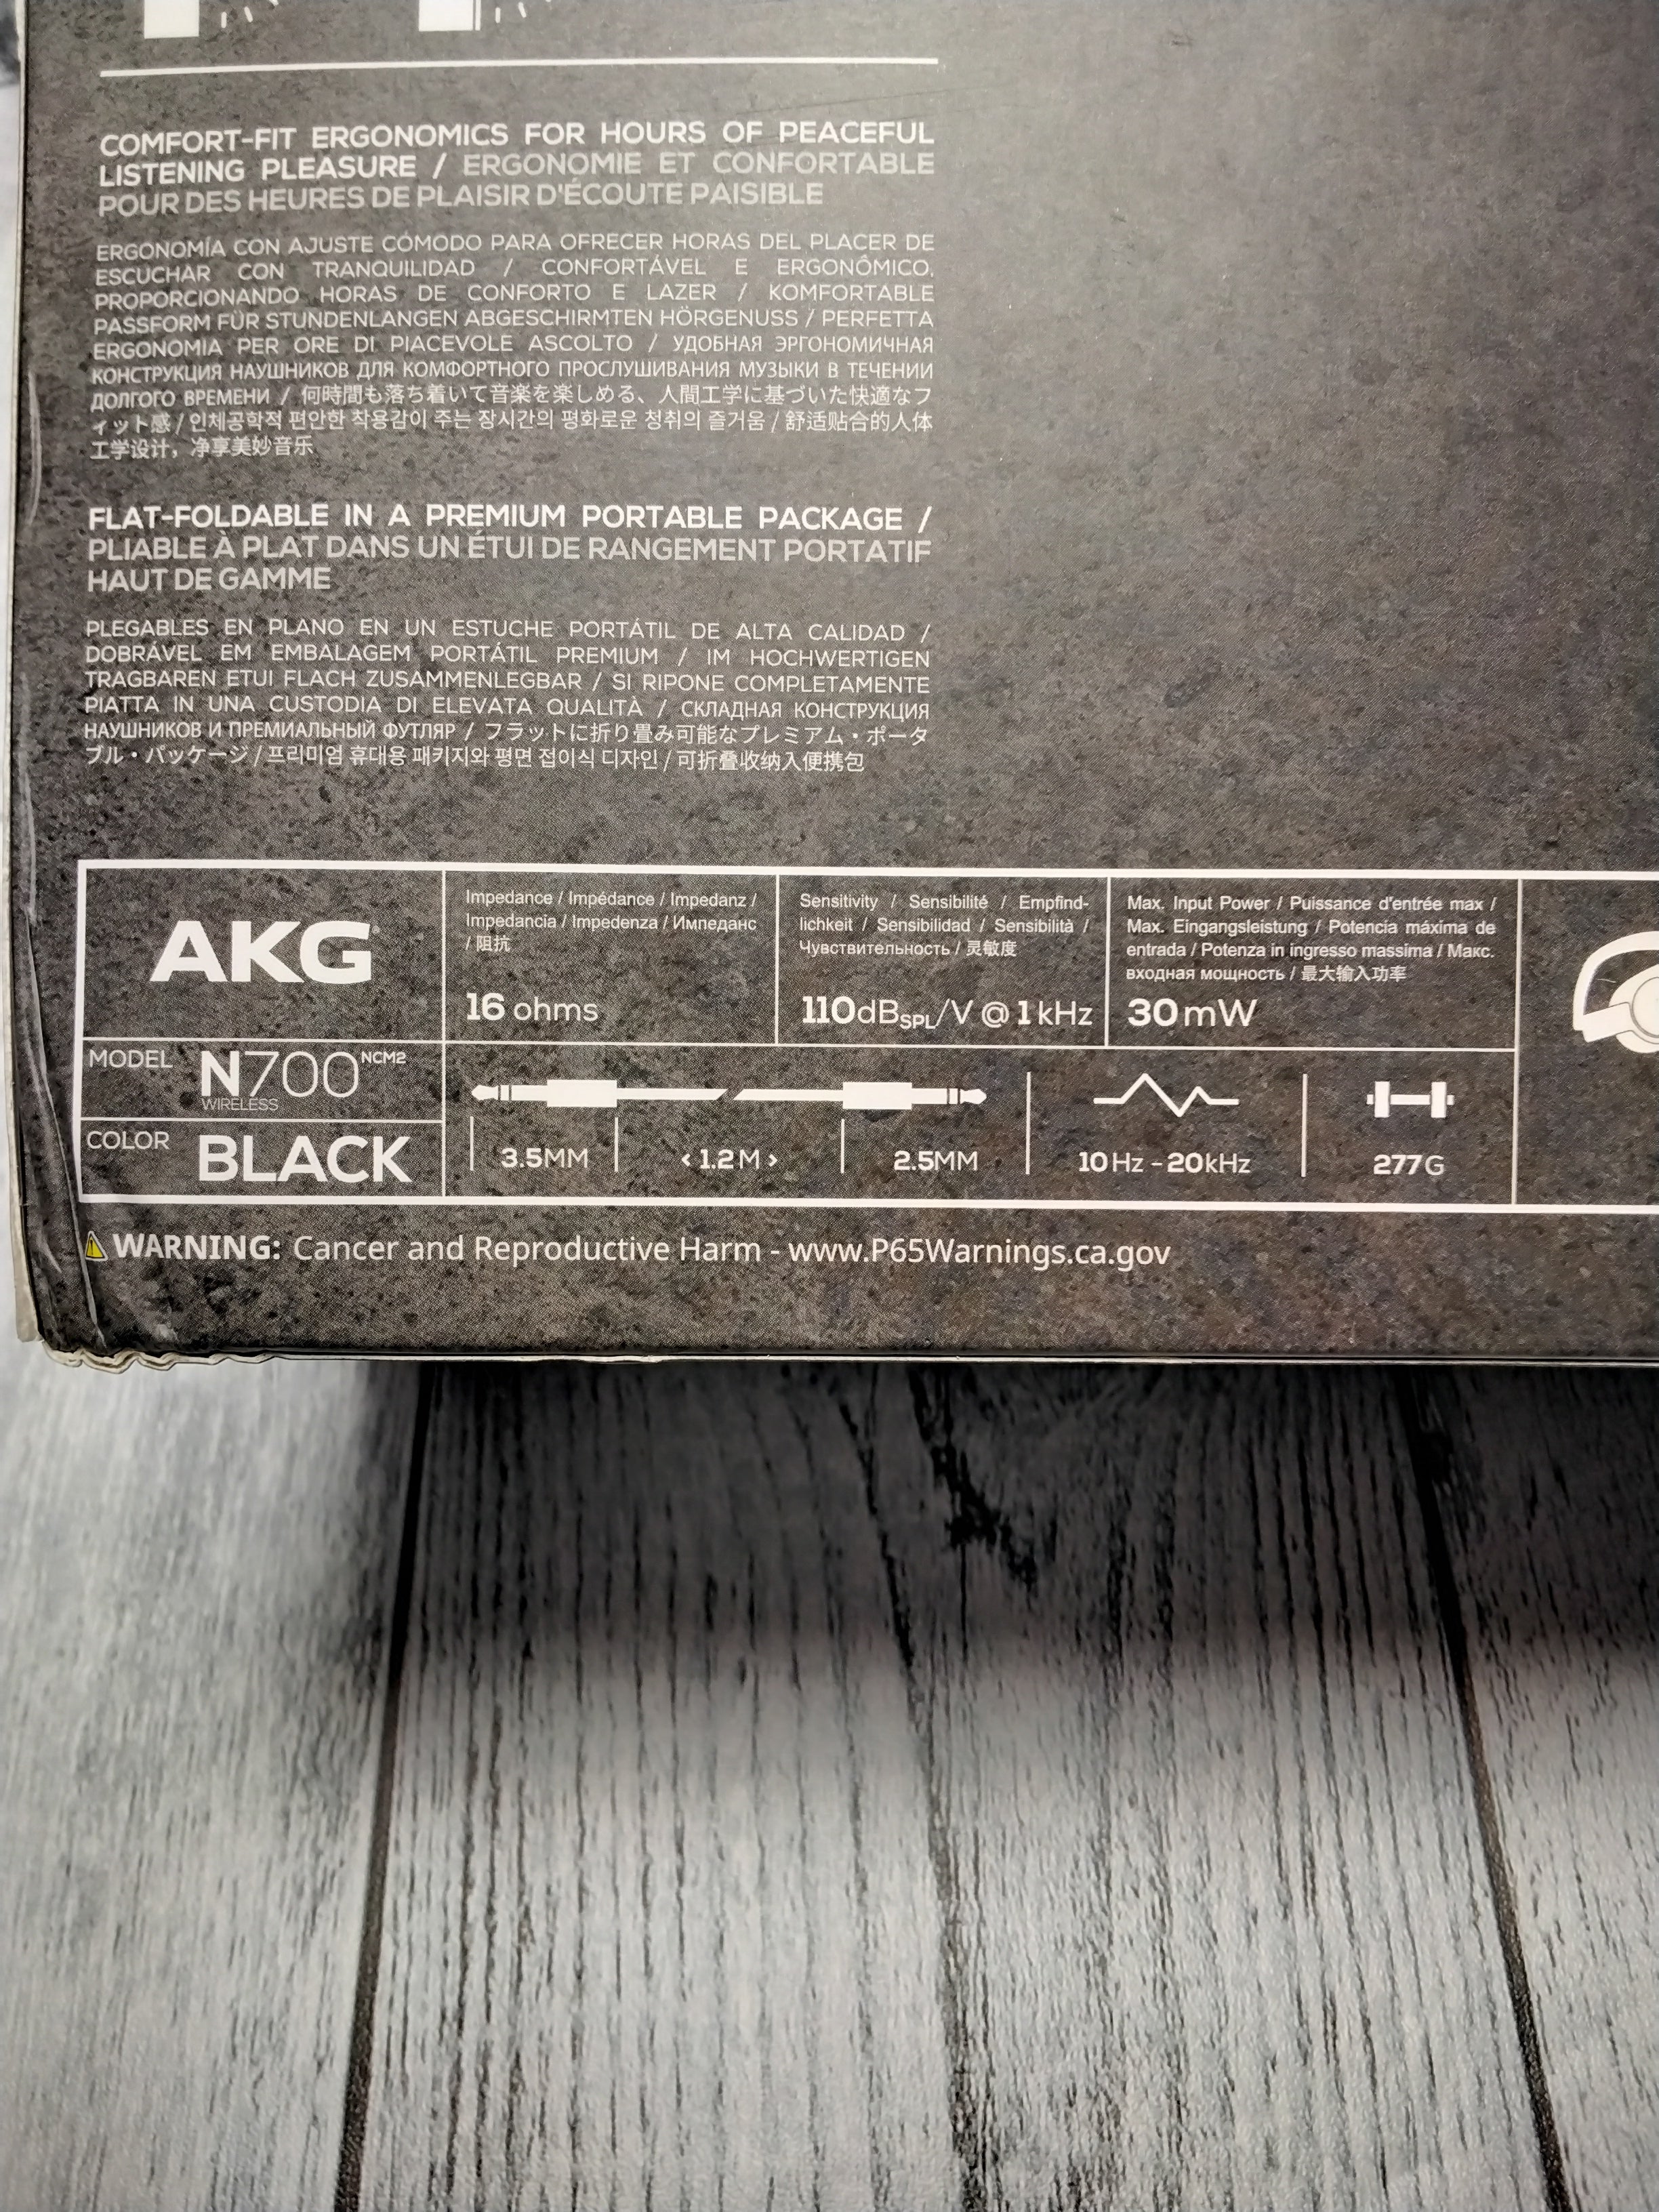 COMFORT-FIT ERGONOMICS FOR HOURS OF PEACEFUL
LISTENING PLEASURE / ERGONOMIE ET CONFORTABLE
POUR DES HEURES DE PLAISIR D'ÉCOUTE PAISIBLE
ERGONOMÍA CON AJUSTE CÓMODO PARA OFRECER HORAS DEL PLACER DE
ESCUCHAR CON TRANQUILIDAD / CONFORTÁVEL E ERGONÔMICO,
PROPORCIONANDO HORAS DE CONFORTO E LAZER / KOMFORTABLE
PASSFORM FÜR STUNDENLANGEN ABGESCHIRMTEN HÖRGENUSS / PERFETTA
ERGONOMIA PER ORE DI PIACEVOLE ASCOLTO / УДОБНАЯ ЭРГОНОМИЧНАЯ
КОНСТРУКЦИЯ НАУШНИКОВ ДЛЯ КОМФОРТНОГО ПРОСЛУШИВАНИЯ МУЗЫКИ В ТЕЧЕНИИ
ДОЛГОГО ВРЕМЕНИ / 何時間も落ち着いて音楽を楽しめる、人間工学に基づいた快適なフ
ィット感 / 인체공학적 편안한 착용감이 주는 장시간의 평화로운 청취의 즐거움 / 舒适贴合的人体
工学设计，净享美妙音乐
FLAT-FOLDABLE IN A PREMIUM PORTABLE PACKAGE /
PLIABLE À PLAT DANS UN ÉTUI DE RANGEMENT PORTATIF
HAUT DE GAMME
PLEGABLES EN PLANO EN UN ESTUCHE PORTÁTIL DE ALTA CALIDAD /
DOBRÁVEL EM EMBALAGEM PORTÁTIL PREMIUM / IM HOCHWERTIGEN
TRAGBAREN ETUI FLACH ZUSAMMENLEGBAR / SI RIPONE COMPLETAMENTE
PIATTA IN UNA CUSTODIA DI ELEVATA QUALITÀ / СКЛАДНАЯ КОНСТРУКЦИЯ
НАУШНИКОВ И ПРЕМИАЛЬНЫЙ ФУТЛЯР / フラットに折り畳み可能なプレミアム・ポータ
ブル・パッケージ / 프리미엄 휴대용 패키지와 평면 접이식 디자인 / 可折叠收纳入便携包
AKG
Impedance / Impédance / Impedanz /
Impedancia / Impedenza / Импеданс
/ 阻抗
16 ohms
Sensitivity / Sensibilité / Empfind-
lichkeit / Sensibilidad / Sensibilità /
Чувствительность / 灵敏度
110dBSPL/V @ 1 kHz
Max. Input Power / Puissance d'entrée max /
Max. Eingangsleistung / Potencia máxima de
entrada / Potenza in ingresso massima / Макс.
входная мощность / 最大输入功率
30 mW
MODEL N700NCM2
WIRELESS
COLOR BLACK
3.5MM
‹ 1.2 M ›
2.5MM
10 Hz - 20 kHz
277 G
WARNING: Cancer and Reproductive Harm - www.P65Warnings.ca.gov